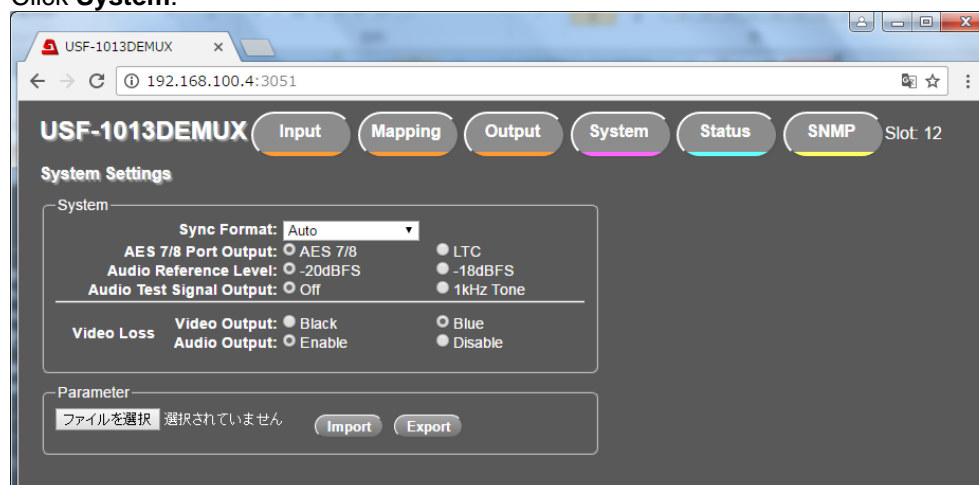 Click System.
USF-1013DEMUX
192.168.100.4:3051
USF-1013DEMUX Input Mapping Output System Status SNMP Slot: 12
System Settings
System
Sync Format: Auto
AES 7/8 Port Output: AES 7/8 LTC
Audio Reference Level: -20dBFS -18dBFS
Audio Test Signal Output: Off 1kHz Tone
Video Loss
Video Output: Black Blue
Audio Output: Enable Disable
Parameter
ファイルを選択 選択されていません Import Export